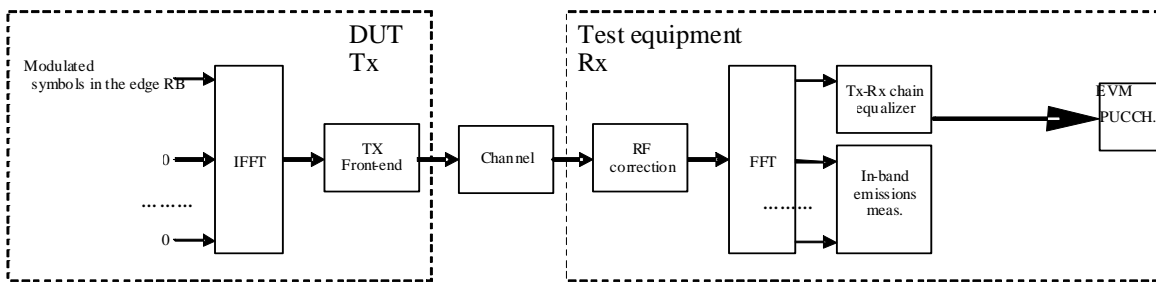 DUT
Tx
Test equipment
Rx
Modulated
symbols in the edge RB
0
………
0
IFFT
TX
Front-end
Channel
RF
correction
FFT
Tx-Rx chain
equalizer
In-band
emissions
meas.
………
EVM
PUCCH.